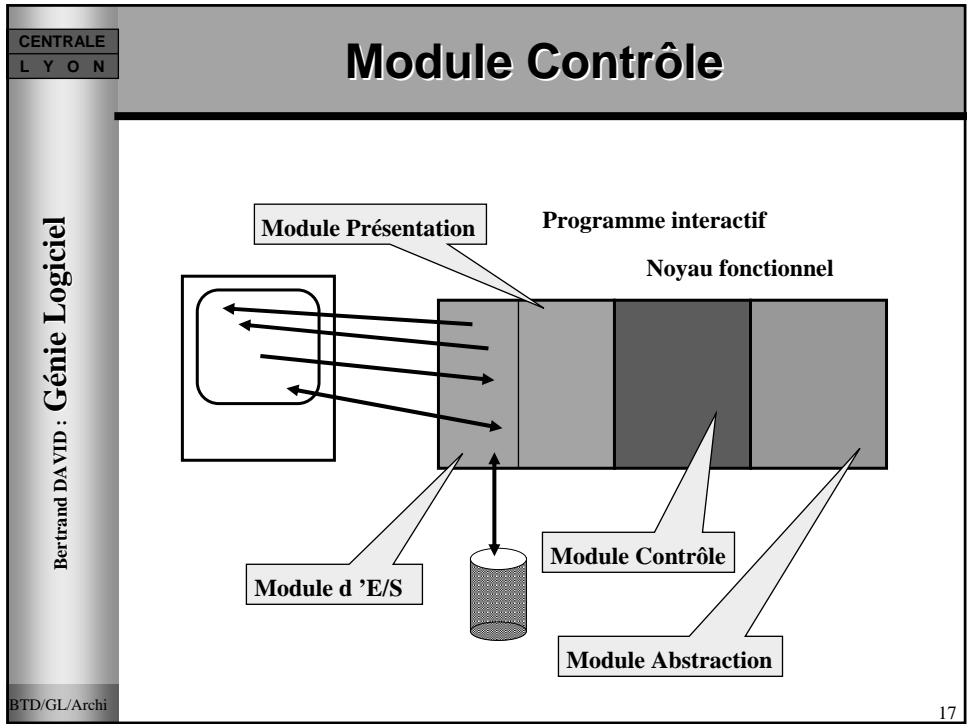 CENTRALE
L Y O N
Module Contrôle
Bertrand DAVID : Génie Logiciel
Module Présentation
Programme interactif
Noyau fonctionnel
Module Contrôle
Module d ’E/S
Module Abstraction
BTD/GL/Archi
17